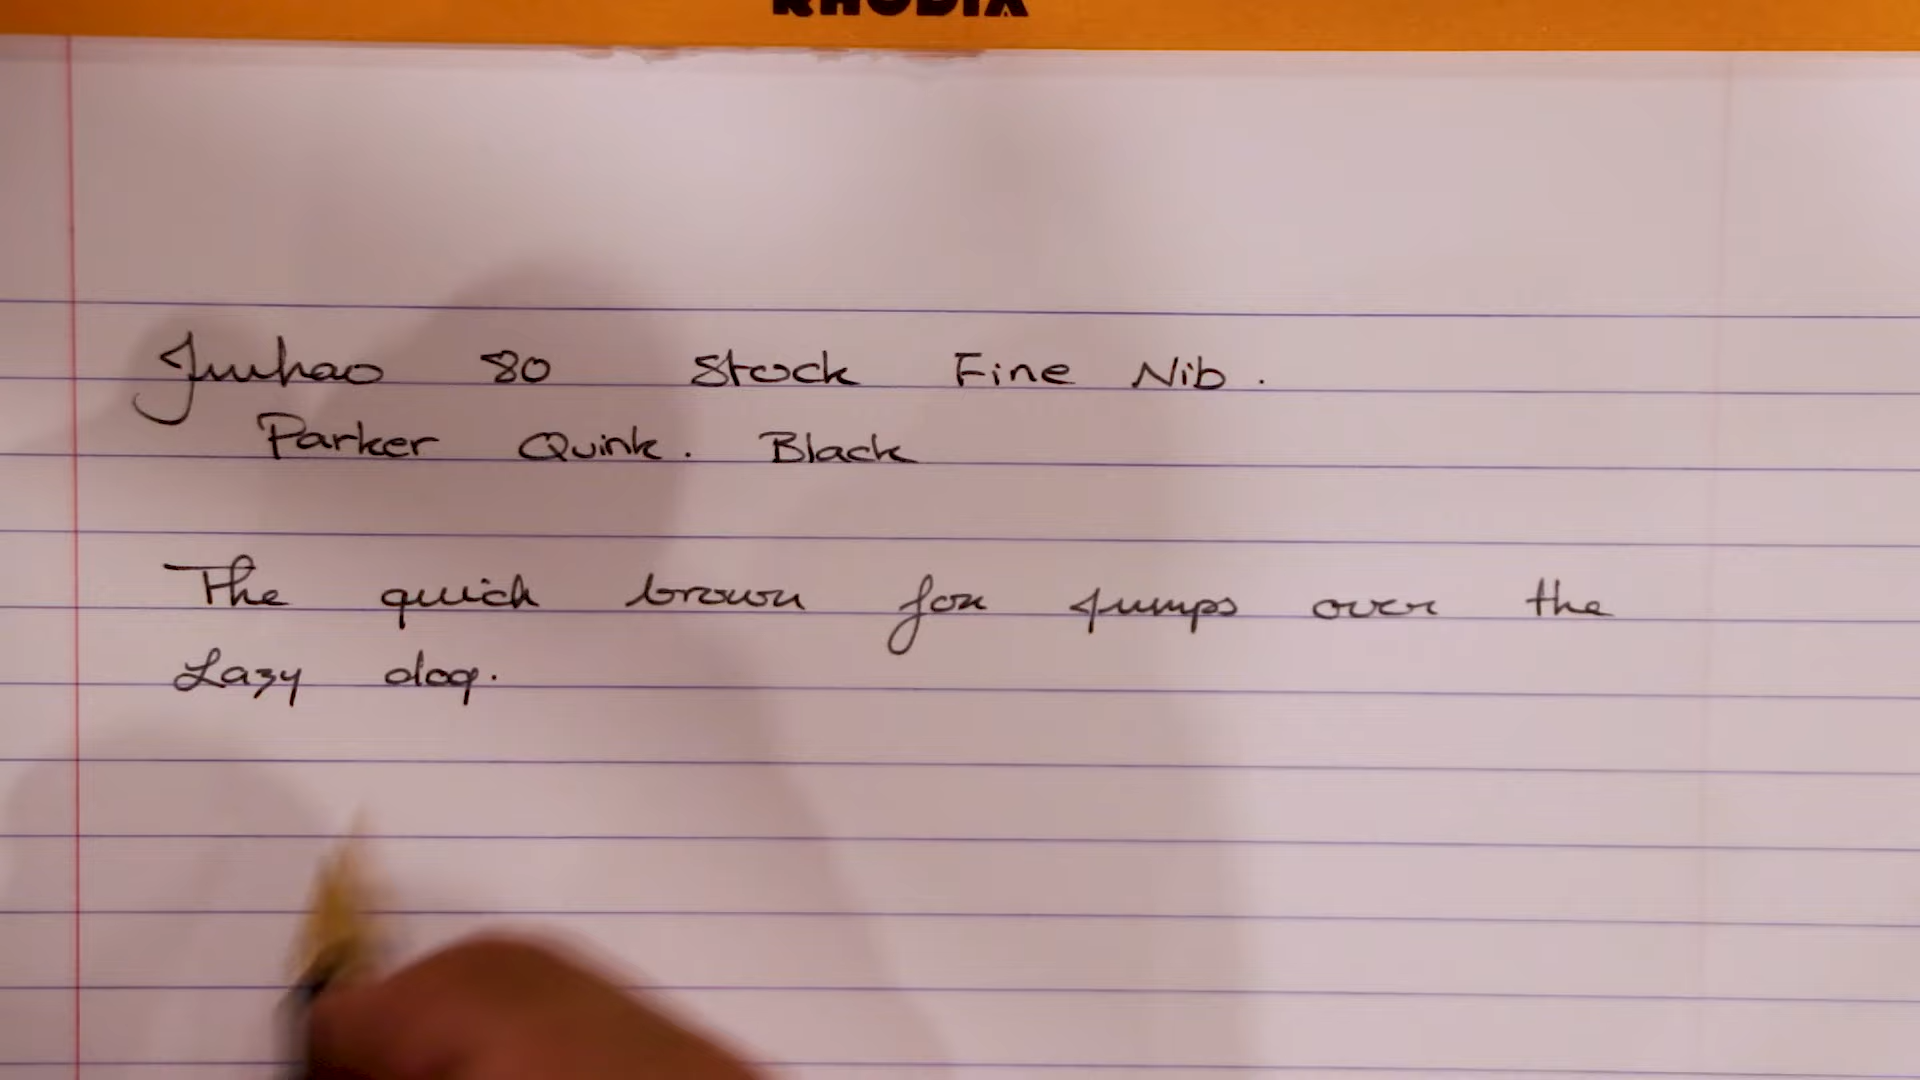 RHODIA
Jinhao 80 Stock Fine Nib.
Parker Quink. Black
The quick brown fox jumps over the
Lazy dog.